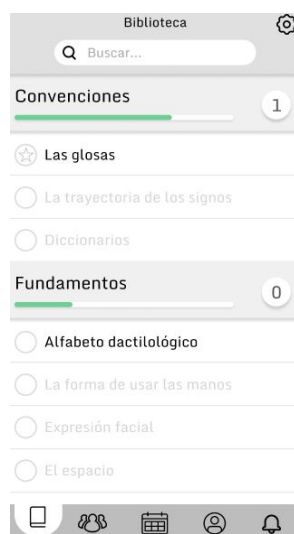 Biblioteca
Buscar...
Convenciones
1
Las glosas
La trayectoria de los signos
Diccionarios
Fundamentos
0
Alfabeto dactilológico
La forma de usar las manos
Expresión facial
El espacio